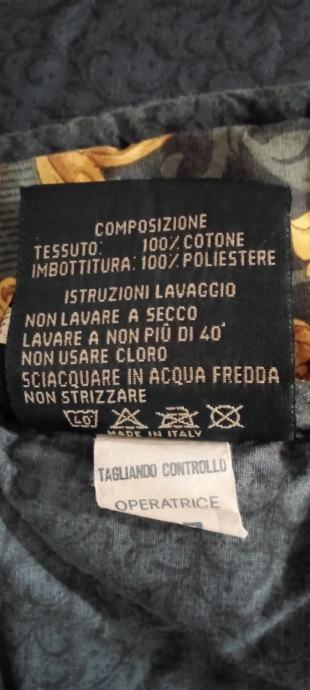 COMPOSIZIONE
TESSUTO: 100% COTONE
IMBOTTITURA: 100% POLIESTERE
ISTRUZIONI LAVAGGIO
NON LAVARE A SECCO
LAVARE A NON PIÙ DI 40°
NON USARE CLORO
SCIACQUARE IN ACQUA FREDDA
NON STRIZZARE
40°
MADE IN ITALY
TAGLIANDO CONTROLLO
OPERATRICE